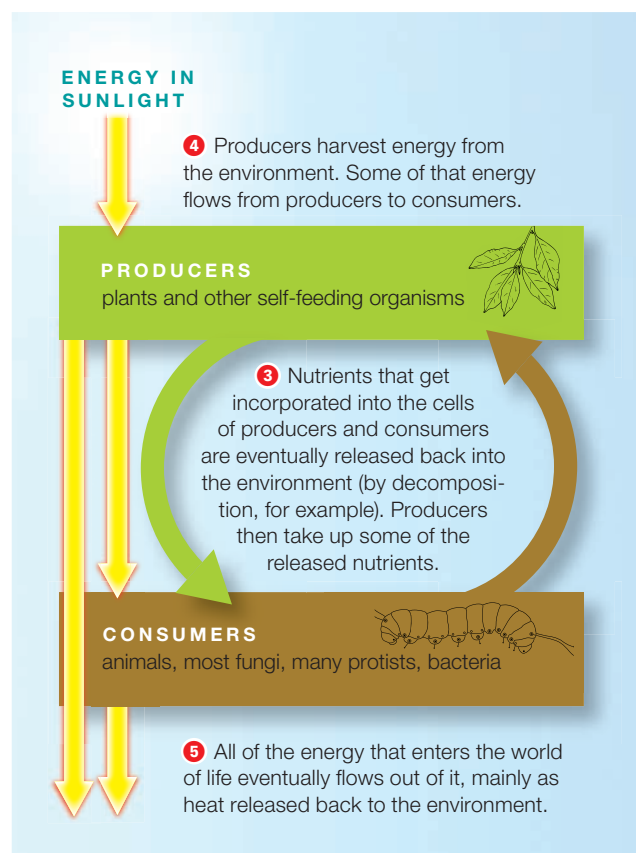 ENERGY IN
SUNLIGHT
4 Producers harvest energy from
the environment. Some of that energy
flows from producers to consumers.
PRODUCERS
plants and other self-feeding organisms
3 Nutrients that get
incorporated into the cells
of producers and consumers
are eventually released back into
the environment (by decomposi-
tion, for example). Producers
then take up some of the
released nutrients.
CONSUMERS
animals, most fungi, many protists, bacteria
5 All of the energy that enters the world
of life eventually flows out of it, mainly as
heat released back to the environment.